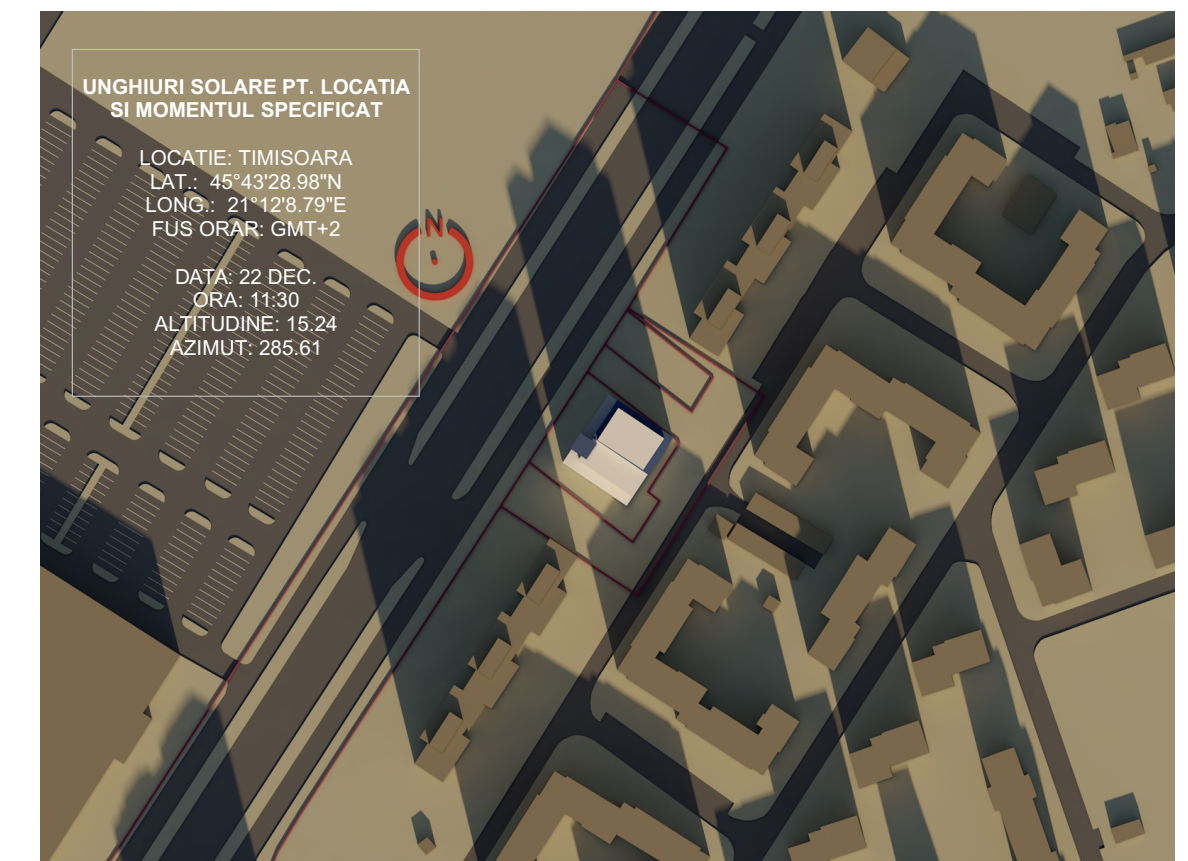 UNGHIURI SOLARE PT. LOCATIA
SI MOMENTUL SPECIFICAT
LOCATIE: TIMISOARA
LAT.: 45°43'28.98"N
LONG.: 21°12'8.79"E
FUS ORAR: GMT+2
DATA: 22 DEC.
ORA: 11:30
ALTITUDINE: 15.24
AZIMUT: 285.61
N